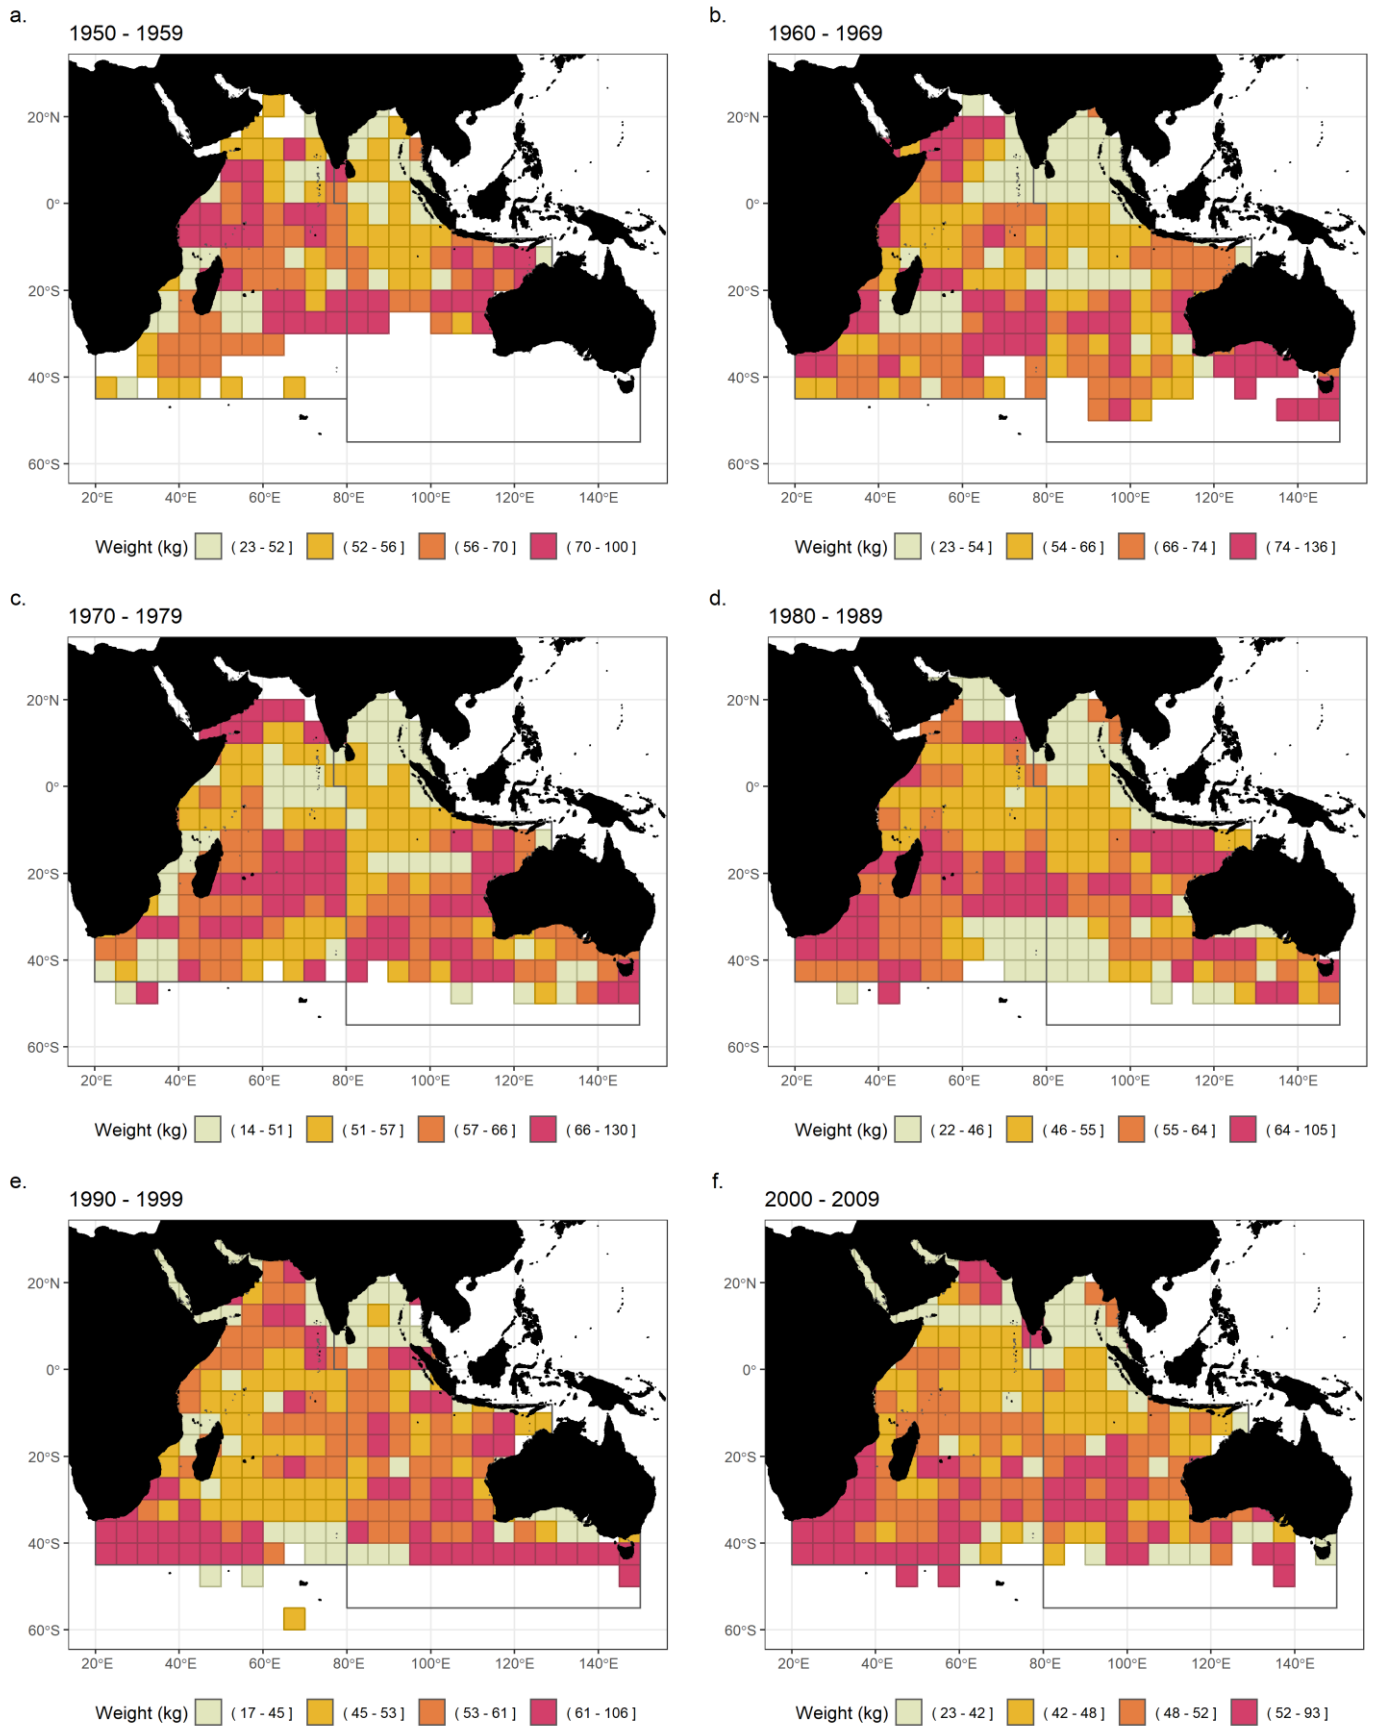 a.
1950 - 1959
20°N
0°
20°S
40°S
60°S
20°E 40°E 60°E 80°E 100°E 120°E 140°E
Weight (kg) ( 23 - 52 ] ( 52 - 56 ] ( 56 - 70 ] ( 70 - 100 ]
b.
1960 - 1969
20°N
0°
20°S
40°S
60°S
20°E 40°E 60°E 80°E 100°E 120°E 140°E
Weight (kg) ( 23 - 54 ] ( 54 - 66 ] ( 66 - 74 ] ( 74 - 136 ]
c.
1970 - 1979
20°N
0°
20°S
40°S
60°S
20°E 40°E 60°E 80°E 100°E 120°E 140°E
Weight (kg) ( 14 - 51 ] ( 51 - 57 ] ( 57 - 66 ] ( 66 - 130 ]
d.
1980 - 1989
20°N
0°
20°S
40°S
60°S
20°E 40°E 60°E 80°E 100°E 120°E 140°E
Weight (kg) ( 22 - 46 ] ( 46 - 55 ] ( 55 - 64 ] ( 64 - 105 ]
e.
1990 - 1999
20°N
0°
20°S
40°S
60°S
20°E 40°E 60°E 80°E 100°E 120°E 140°E
Weight (kg) ( 17 - 45 ] ( 45 - 53 ] ( 53 - 61 ] ( 61 - 106 ]
f.
2000 - 2009
20°N
0°
20°S
40°S
60°S
20°E 40°E 60°E 80°E 100°E 120°E 140°E
Weight (kg) ( 23 - 42 ] ( 42 - 48 ] ( 48 - 52 ] ( 52 - 93 ]